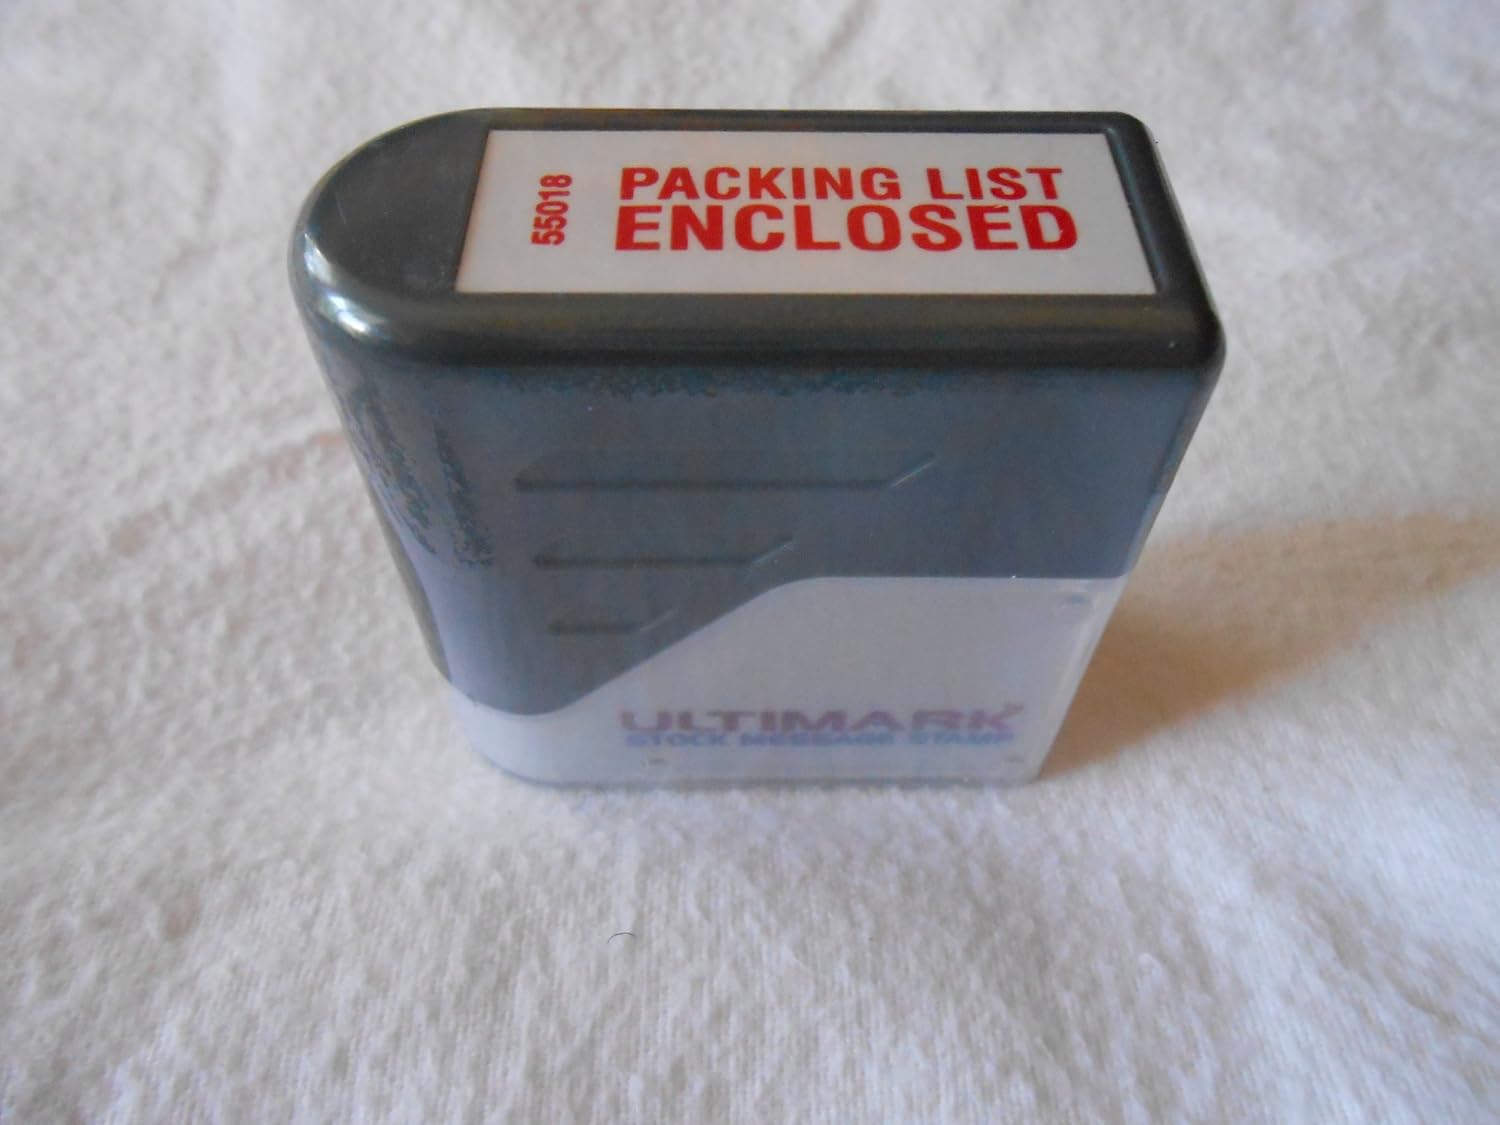 55018
PACKING LIST
ENCLOSED
ULTIMARK
STOCK MESSAGE STAMP